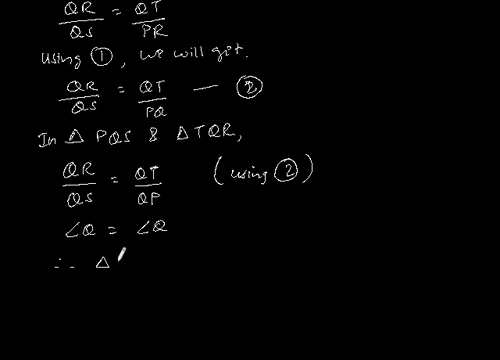 QR/QS = QT/PR
Using ①, we will get.
QR/QS = QT/PQ — ②
In Δ PQS & Δ TQR,
QR/QS = QT/QP (using ②)
∠Q = ∠Q
∴ Δ